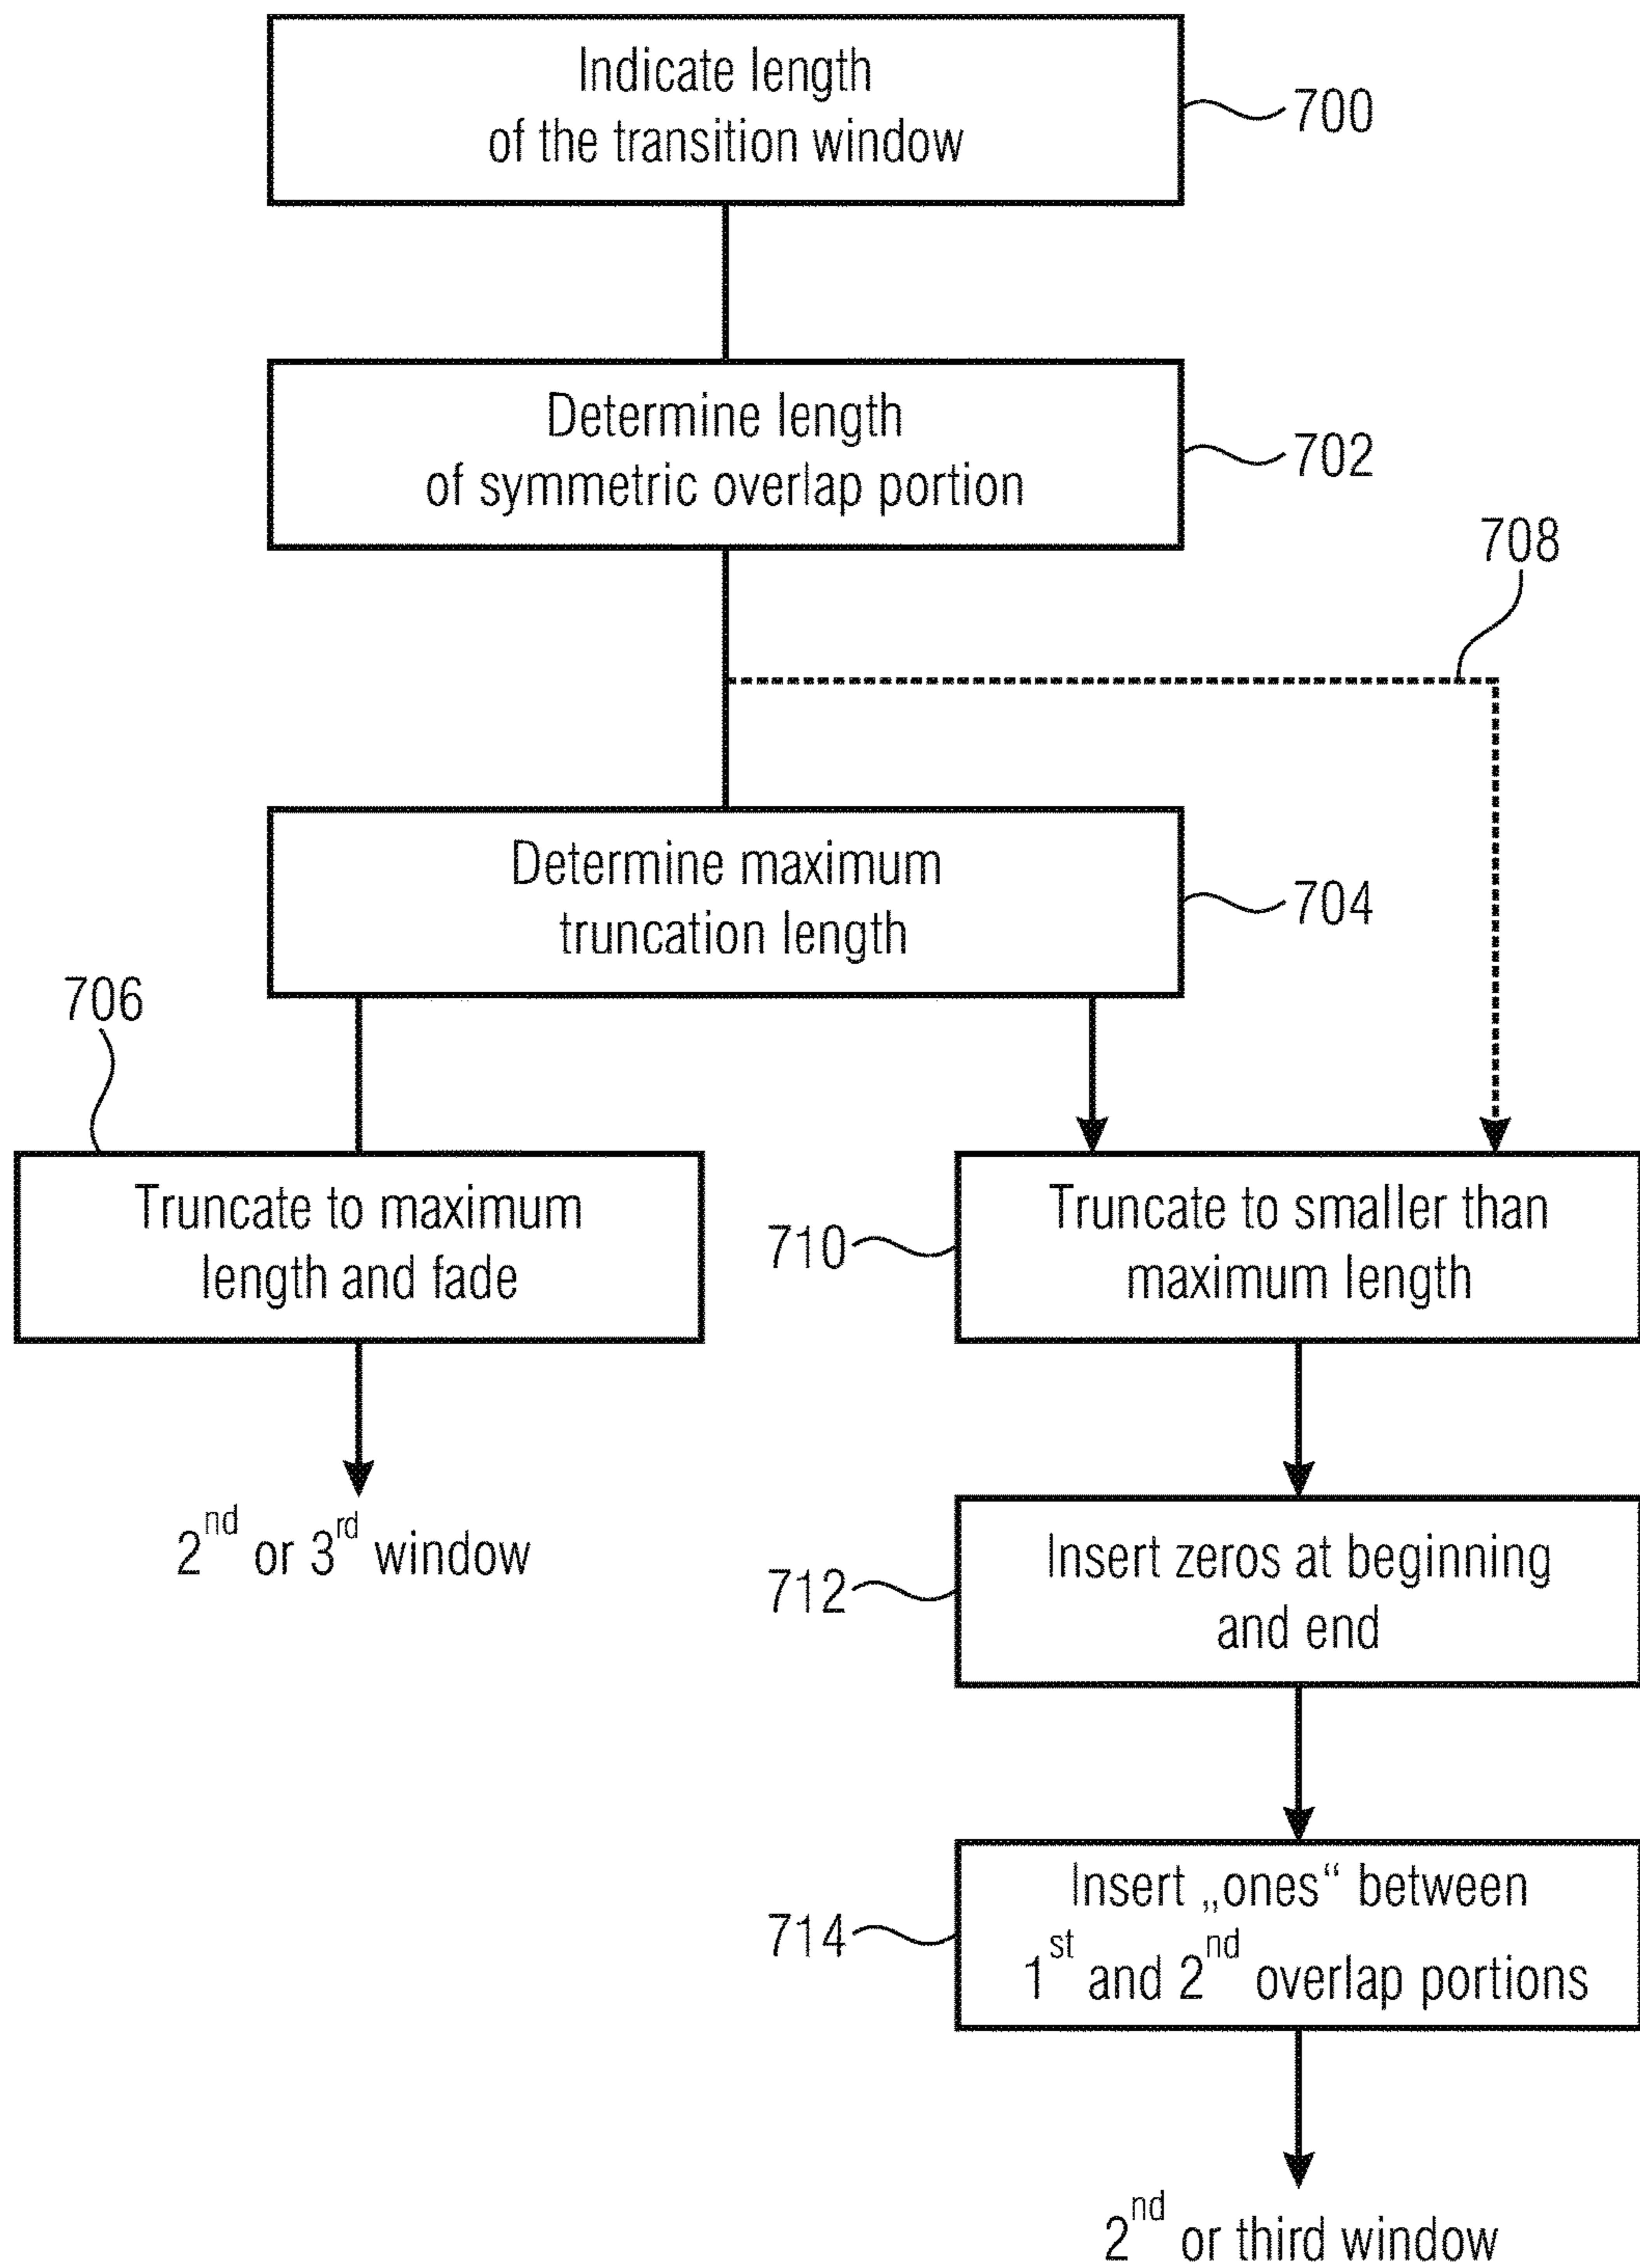 Indicate length
of the transition window
700
Determine length
of symmetric overlap portion
702
708
Determine maximum
truncation length
704
706
Truncate to maximum
length and fade
Truncate to smaller than
maximum length
710
2nd or 3rd window
Insert zeros at beginning
and end
712
Insert „ones“ between
1st and 2nd overlap portions
714
2nd or third window